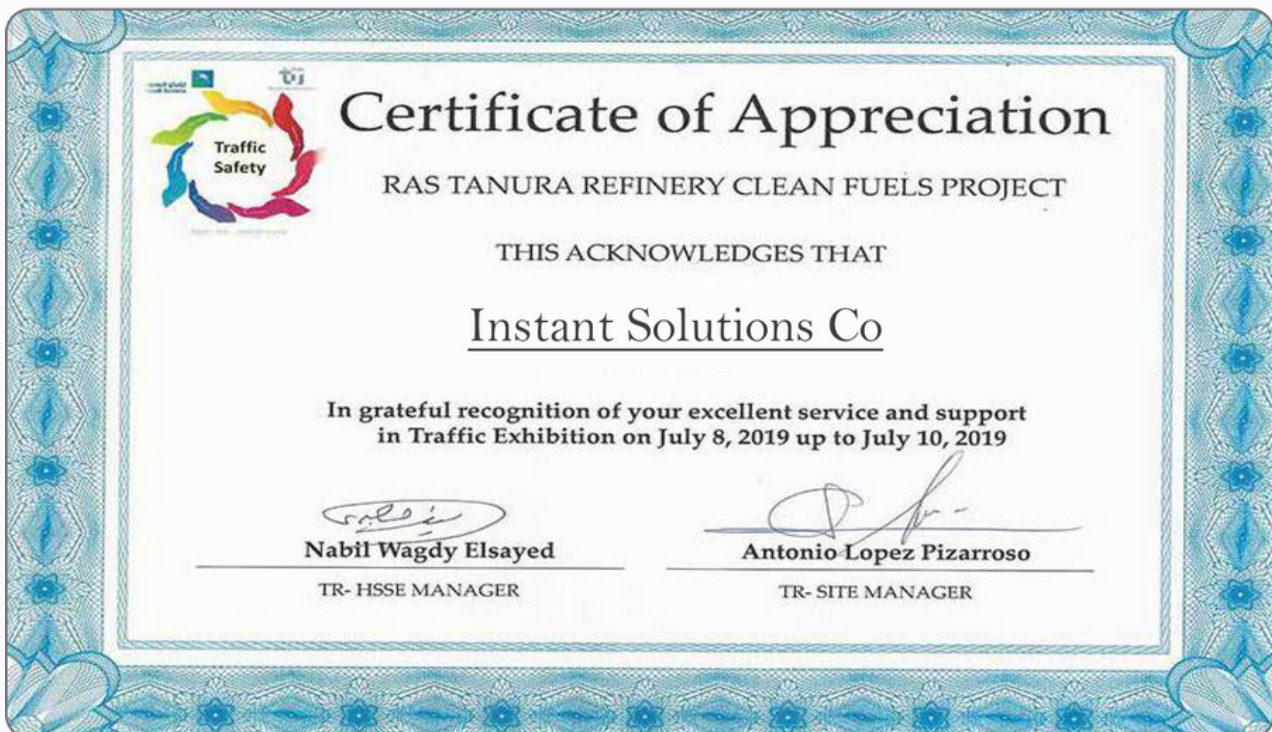 Certificate of Appreciation
Traffic
Safety
RAS TANURA REFINERY CLEAN FUELS PROJECT
THIS ACKNOWLEDGES THAT
Instant Solutions Co
In grateful recognition of your excellent service and support
in Traffic Exhibition on July 8, 2019 up to July 10, 2019
Nabil Wagdy Elsayed
Antonio Lopez Pizarroso
TR- HSSE MANAGER
TR- SITE MANAGER